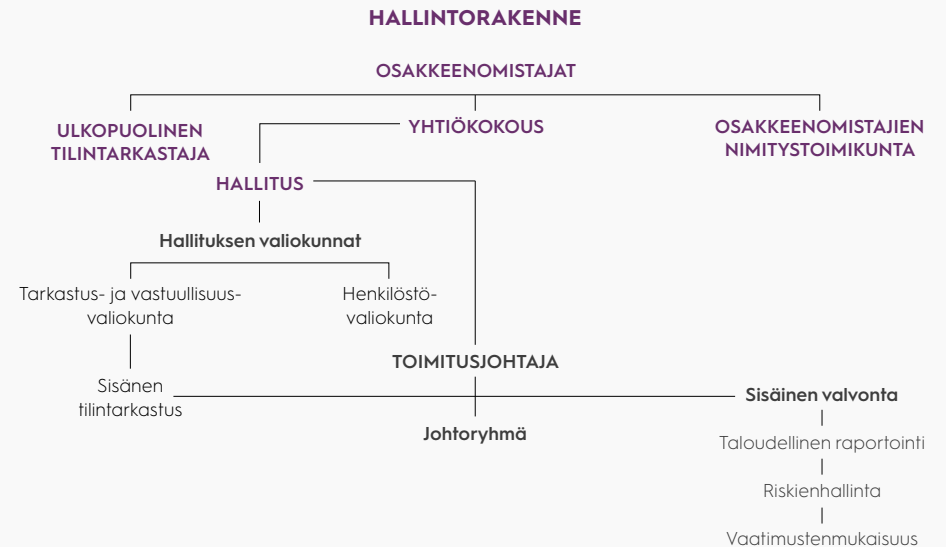 HALLINTORAKENNE
OSAKKEENOMISTAJAT
ULKOPUOLINEN
TILINTARKASTAJA
YHTIÖKOKOUS
OSAKKEENOMISTAJIEN
NIMITYSTOIMIKUNTA
HALLITUS
Hallituksen valiokunnat
Tarkastus- ja vastuullisuus-
valiokunta
Henkilöstö-
valiokunta
TOIMITUSJOHTAJA
Sisänen
tilintarkastus
Sisäinen valvonta
Johtoryhmä
Taloudellinen raportointi
Riskienhallinta
Vaatimustenmukaisuus